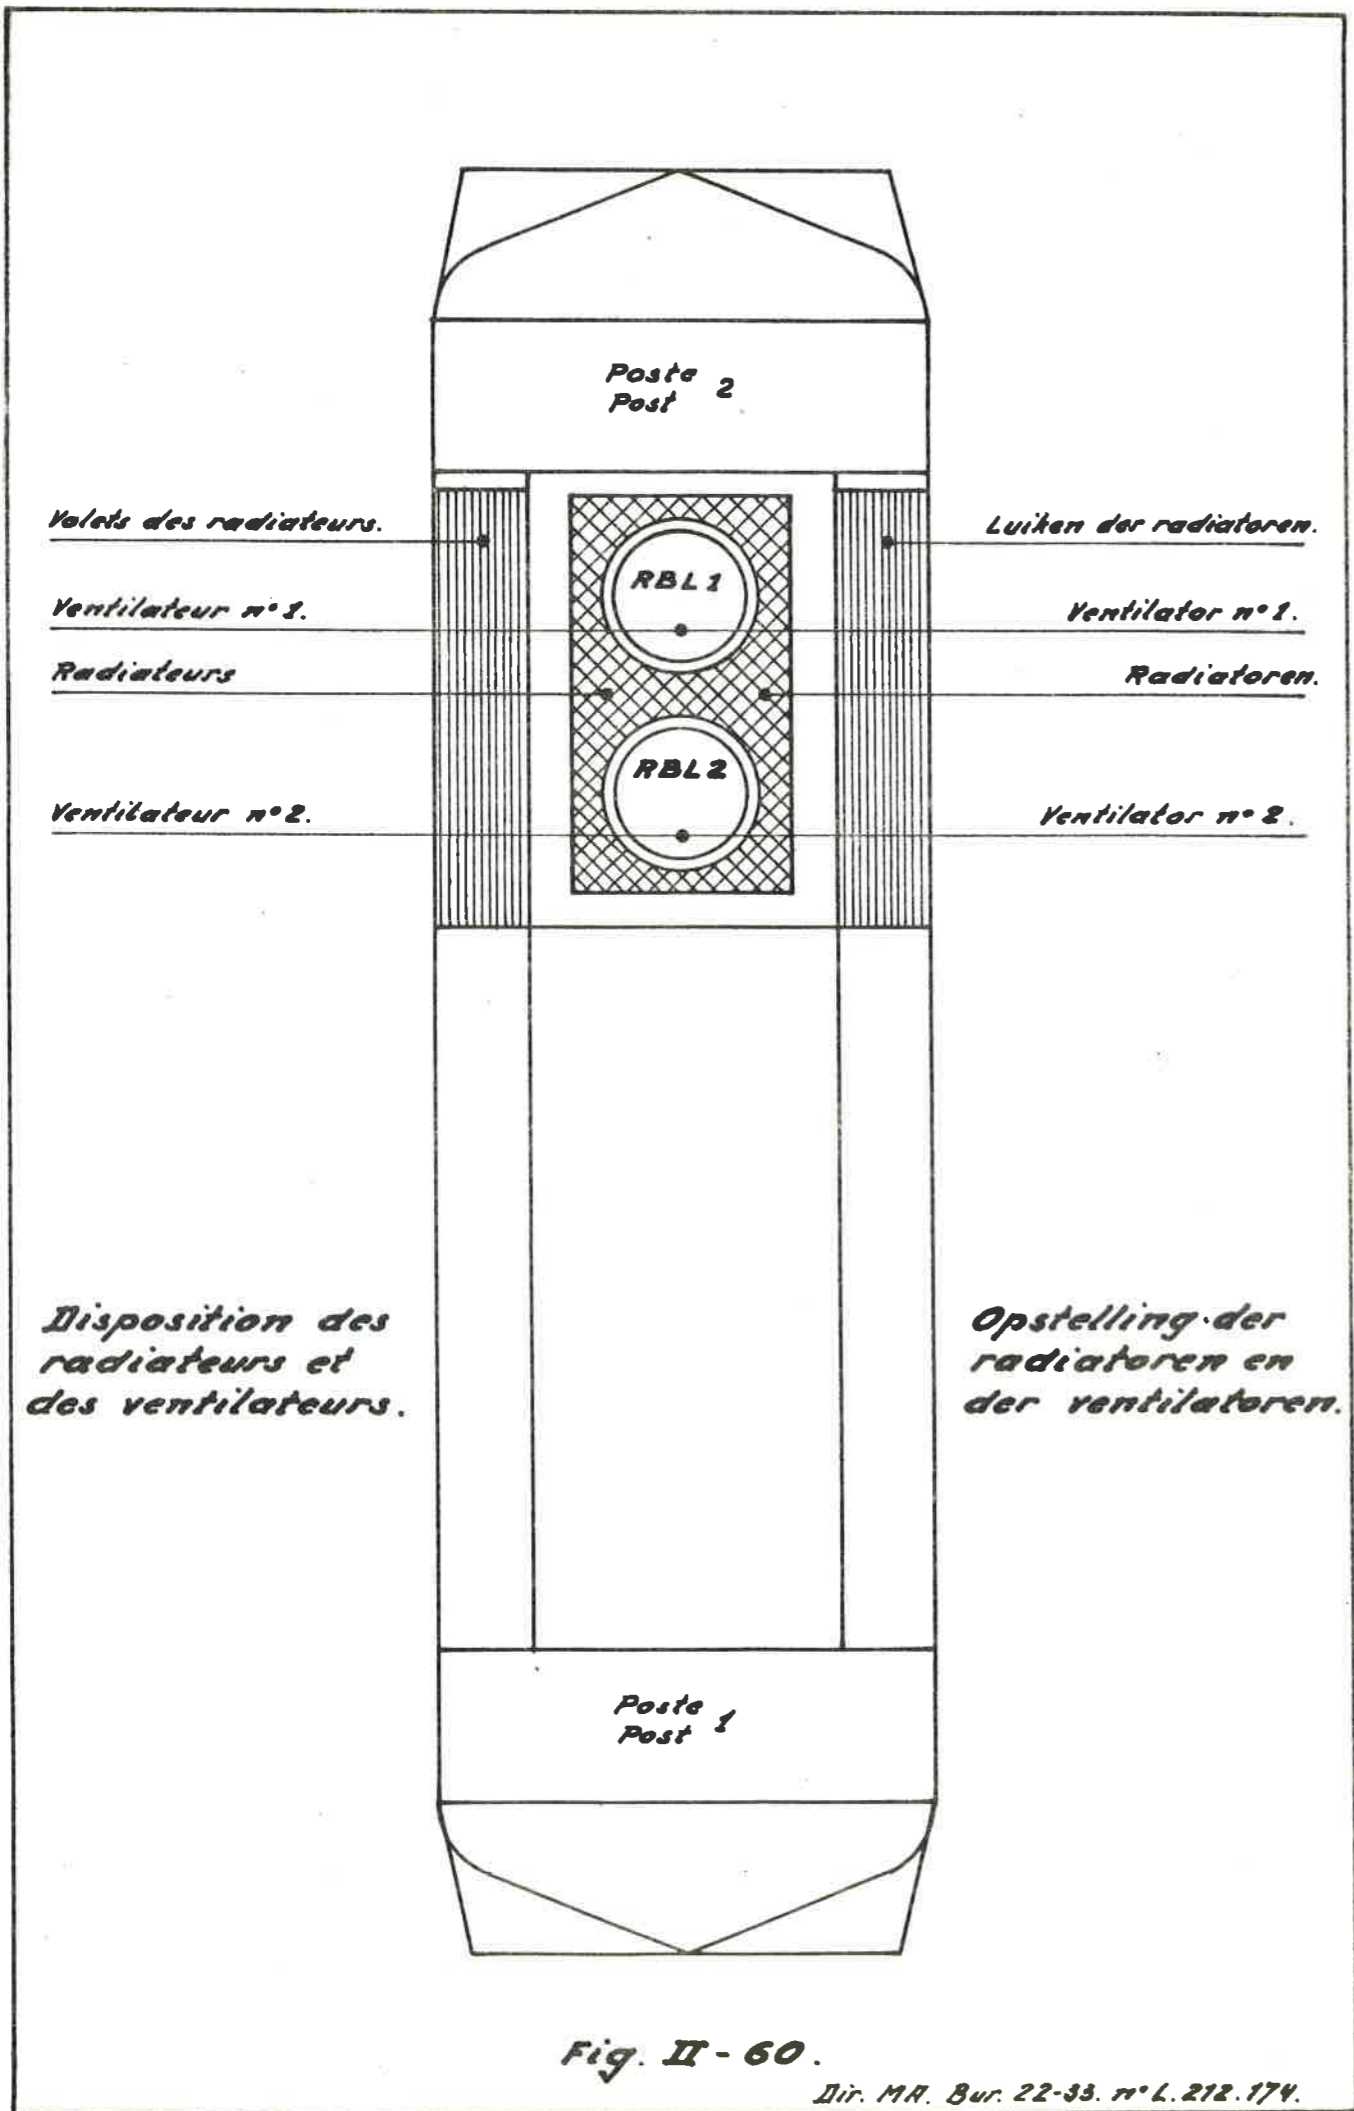 Poste 2
Post
Volets des radiateurs.
Luiken der radiatoren.
RBL 1
Ventilateur n° 1.
Ventilator n° 1.
Radiateurs
Radiatoren.
RBL 2
Ventilateur n° 2.
Ventilator n° 2.
Disposition des
radiateurs et
des ventilateurs.
Opstelling der
radiatoren en
der ventilatoren.
Poste 1
Post
Fig. II - 60.
Dir. MA. Bur. 22-33. n° L. 212.174.